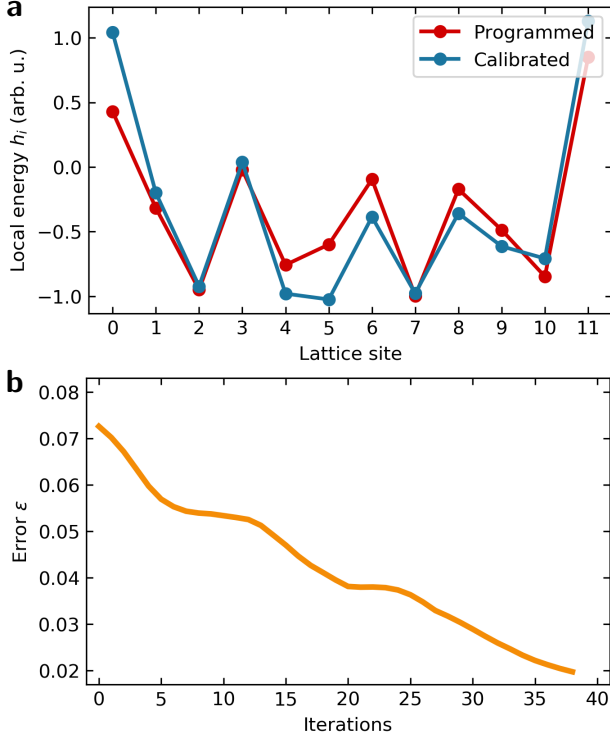 a
Local energy h_i (arb. u.)
1.0
0.5
0.0
−0.5
−1.0
Programmed
Calibrated
0 1 2 3 4 5 6 7 8 9 10 11
Lattice site
b
Error ε
0.08
0.07
0.06
0.05
0.04
0.03
0.02
0 5 10 15 20 25 30 35 40
Iterations